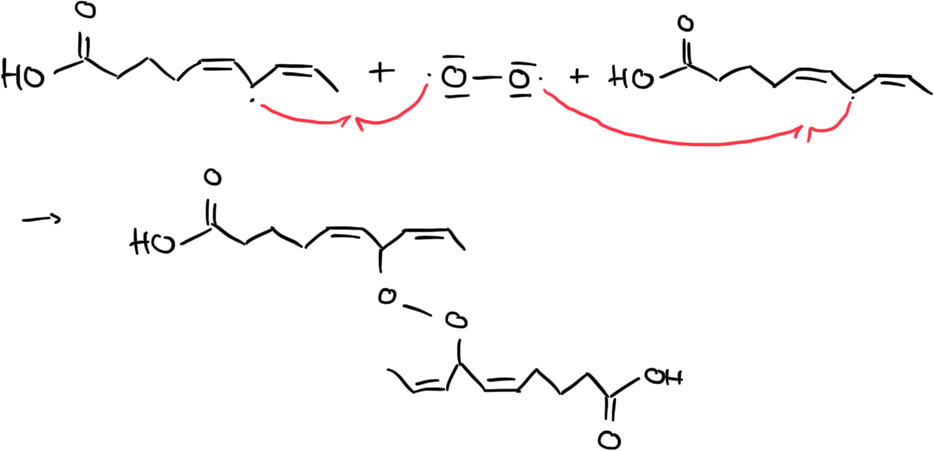 O O
HO + ·O–O· + HO
→ O
HO
O
O
OH
O